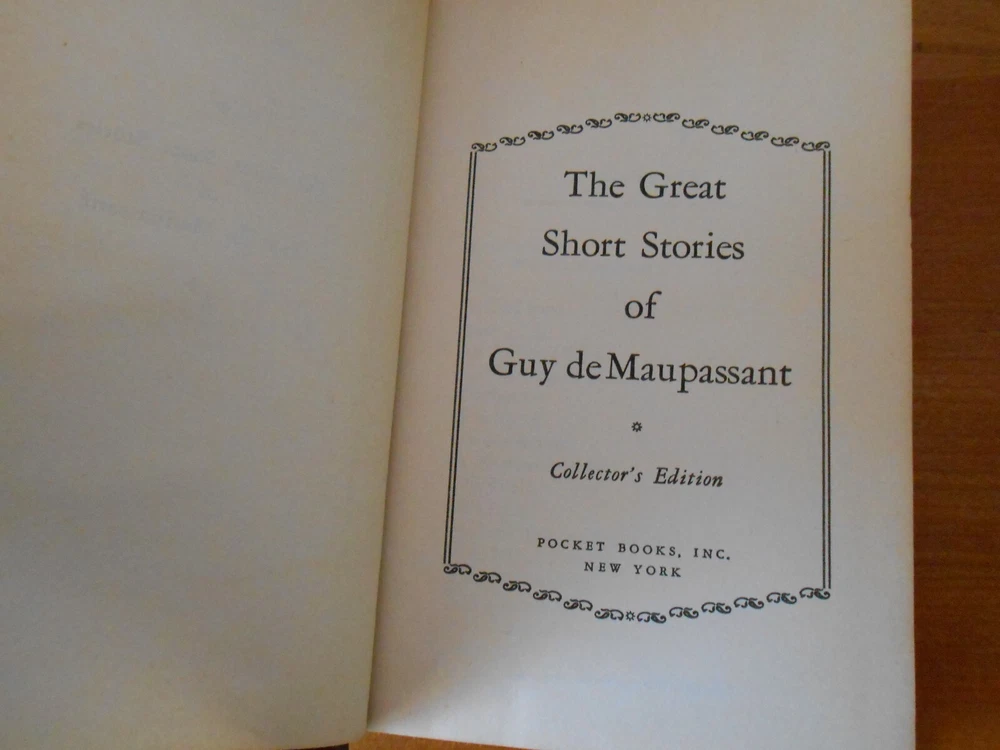 The Great
Short Stories
of
Guy de Maupassant
Collector's Edition
POCKET BOOKS, INC.
NEW YORK